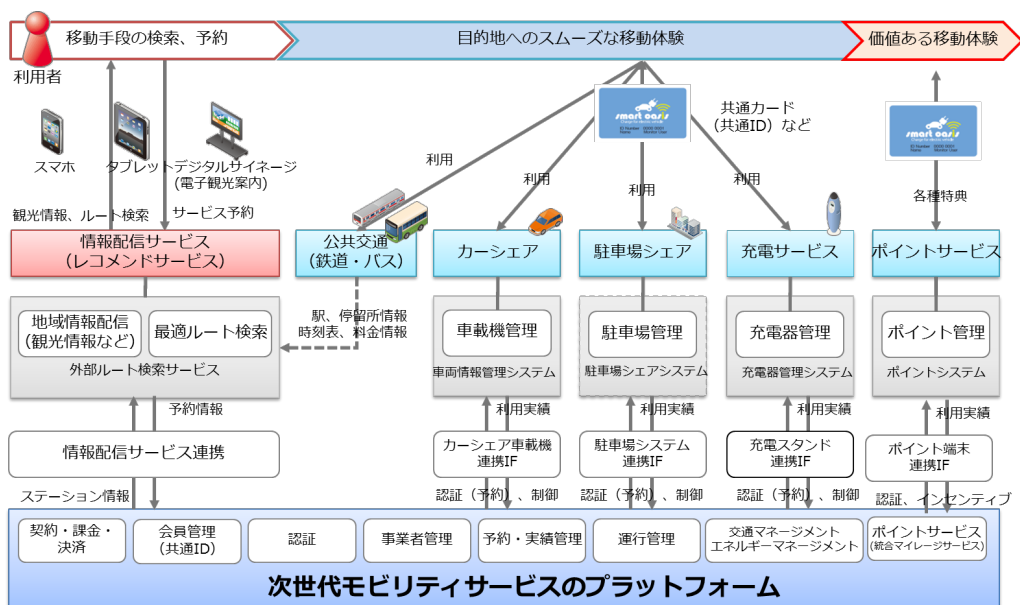 移動手段の検索、予約
目的地へのスムーズな移動体験
価値ある移動体験
利用者
スマホ
タブレット
デジタルサイネージ
(電子観光案内)
smart oasis
Charge for electric vehicle
ID Number 0000 0001
Name Monitor User
共通カード
(共通ID)など
smart oasis
利用
利用
利用
利用
各種特典
観光情報、ルート検索
サービス予約
情報配信サービス
(レコメンドサービス)
公共交通
(鉄道・バス)
カーシェア
駐車場シェア
充電サービス
ポイントサービス
地域情報配信
(観光情報など)
最適ルート検索
外部ルート検索サービス
駅、停留所情報
時刻表、料金情報
車載機管理
車両情報管理システム
駐車場管理
駐車場シェアシステム
充電器管理
充電器管理システム
ポイント管理
ポイントシステム
予約情報
利用実績
利用実績
利用実績
利用実績
情報配信サービス連携
カーシェア車載機
連携IF
駐車場システム
連携IF
充電スタンド
連携IF
ポイント端末
連携IF
ステーション情報
認証(予約)、制御
認証(予約)、制御
認証(予約)、制御
認証、インセンティブ
契約・課金・
決済
会員管理
(共通ID)
認証
事業者管理
予約・実績管理
運行管理
交通マネージメント
エネルギーマネージメント
ポイントサービス
(統合マイレージサービス)
次世代モビリティサービスのプラットフォーム